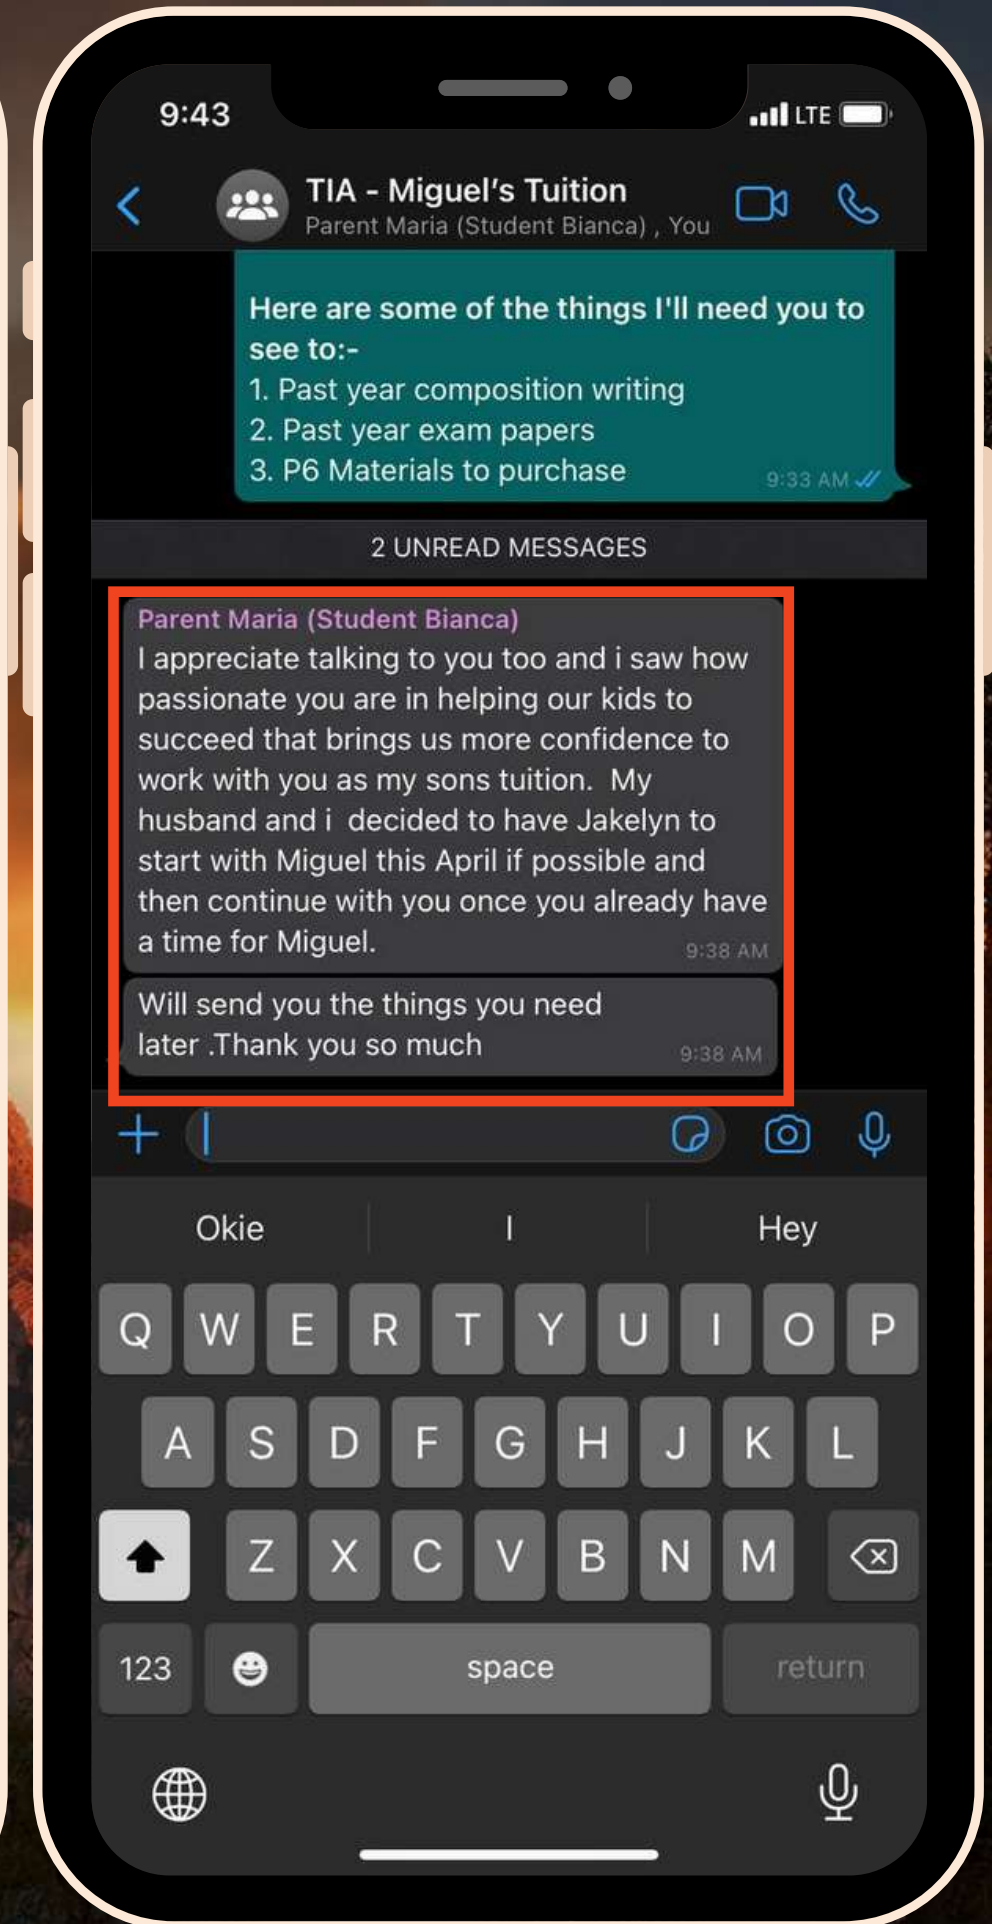 9:43
LTE
TIA - Miguel's Tuition
Parent Maria (Student Bianca) , You
Here are some of the things I'll need you to
see to:-
1. Past year composition writing
2. Past year exam papers
3. P6 Materials to purchase
9:33 AM
2 UNREAD MESSAGES
Parent Maria (Student Bianca)
I appreciate talking to you too and i saw how
passionate you are in helping our kids to
succeed that brings us more confidence to
work with you as my sons tuition.  My
husband and i  decided to have Jakelyn to
start with Miguel this April if possible and
then continue with you once you already have
a time for Miguel.
9:38 AM
Will send you the things you need
later .Thank you so much
9:38 AM
Okie I Hey
Q W E R T Y U I O P
A S D F G H J K L
Z X C V B N M
123 space return